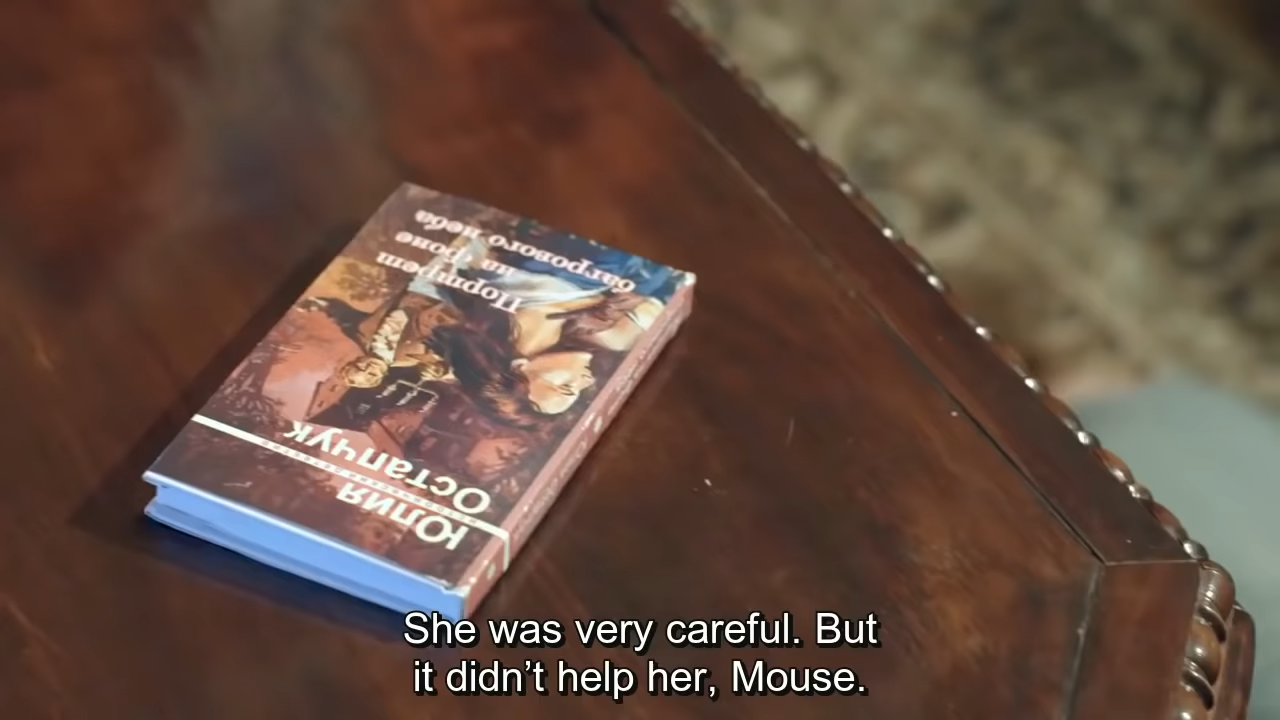 Юлия
Остапчук
Портрет
на фоне
багрового неба
She was very careful. But
it didn’t help her, Mouse.